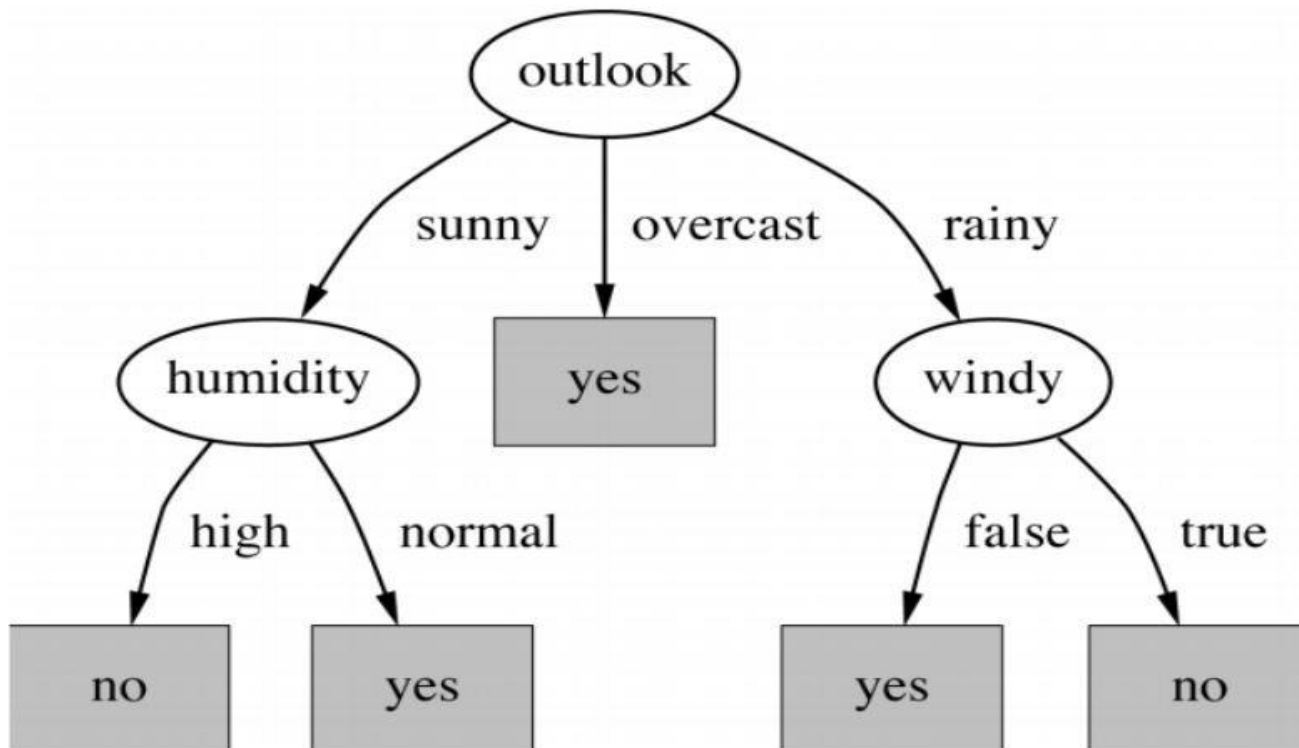 outlook
sunny overcast rainy
humidity yes windy
high normal false true
no yes yes no